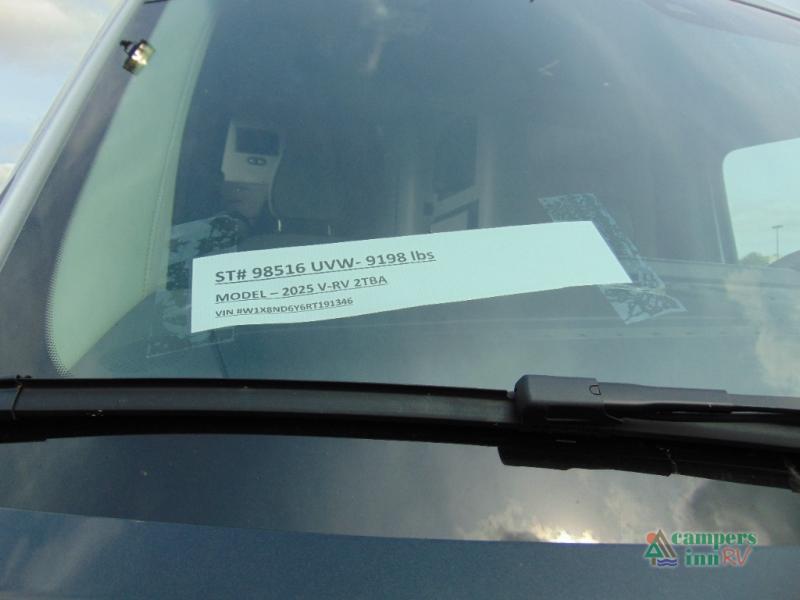 ST# 98516 UVW- 9198 lbs
MODEL – 2025 V-RV 2TBA
VIN #W1X8ND6Y6RT191346
campers
inn RV